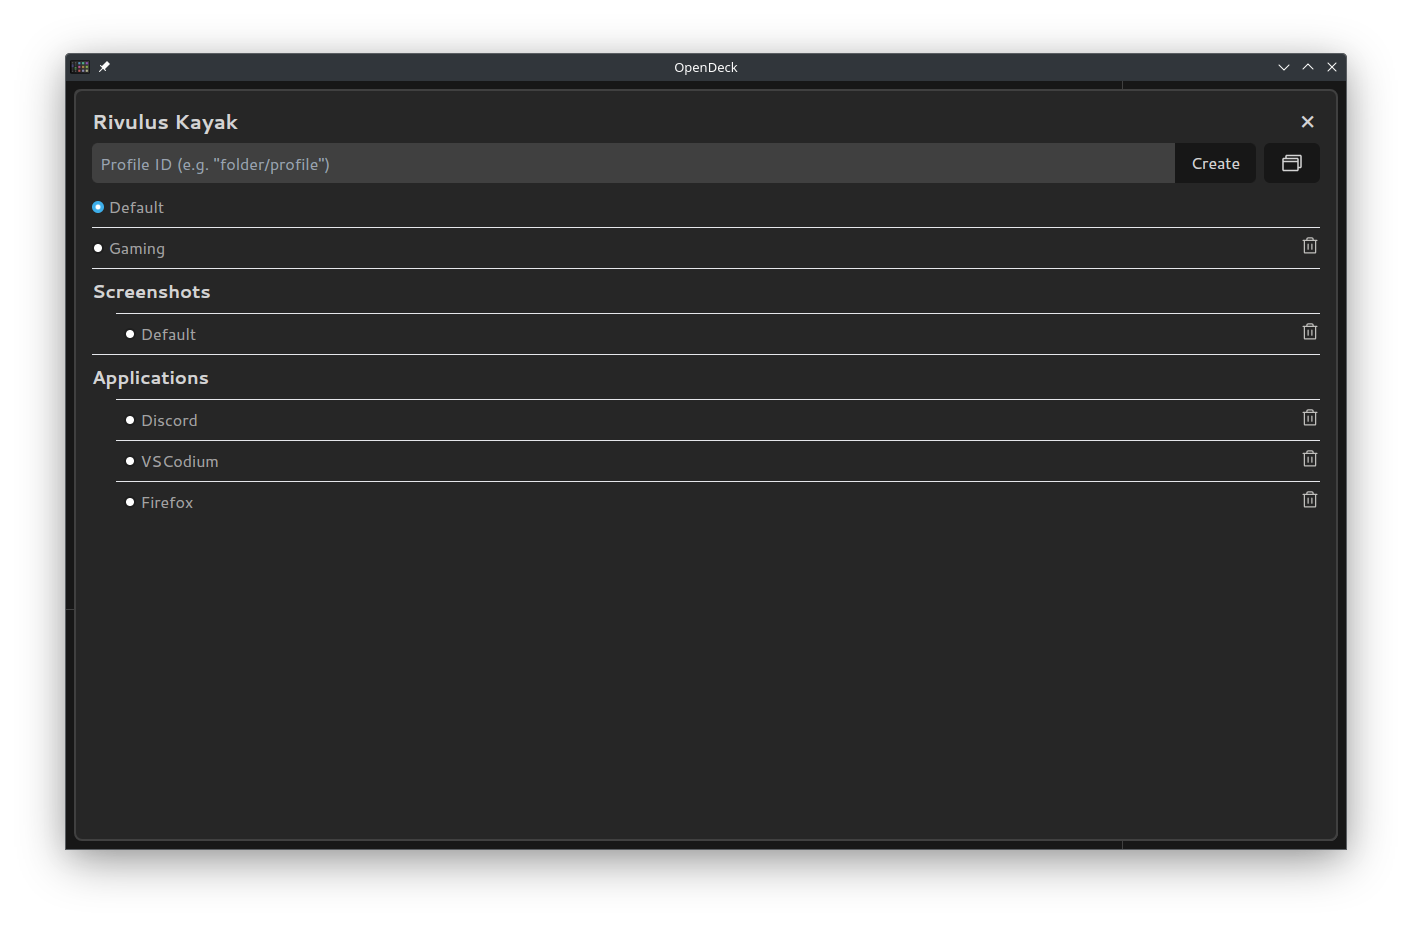 OpenDeck
Rivulus Kayak
Profile ID (e.g. "folder/profile")
Create
Default
Gaming
Screenshots
Default
Applications
Discord
VSCodium
Firefox